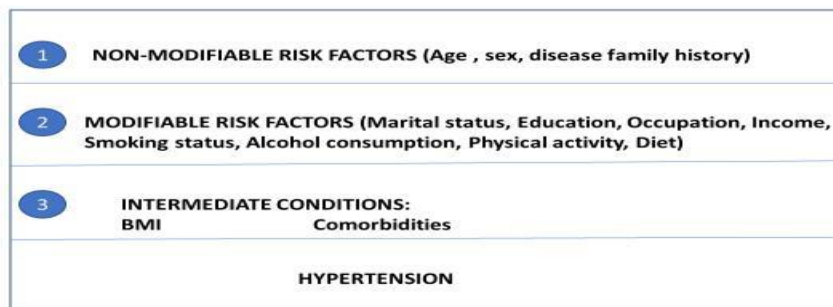 1 NON-MODIFIABLE RISK FACTORS (Age , sex, disease family history)
2 MODIFIABLE RISK FACTORS (Marital status, Education, Occupation, Income,
Smoking status, Alcohol consumption, Physical activity, Diet)
3 INTERMEDIATE CONDITIONS:
BMI Comorbidities
HYPERTENSION